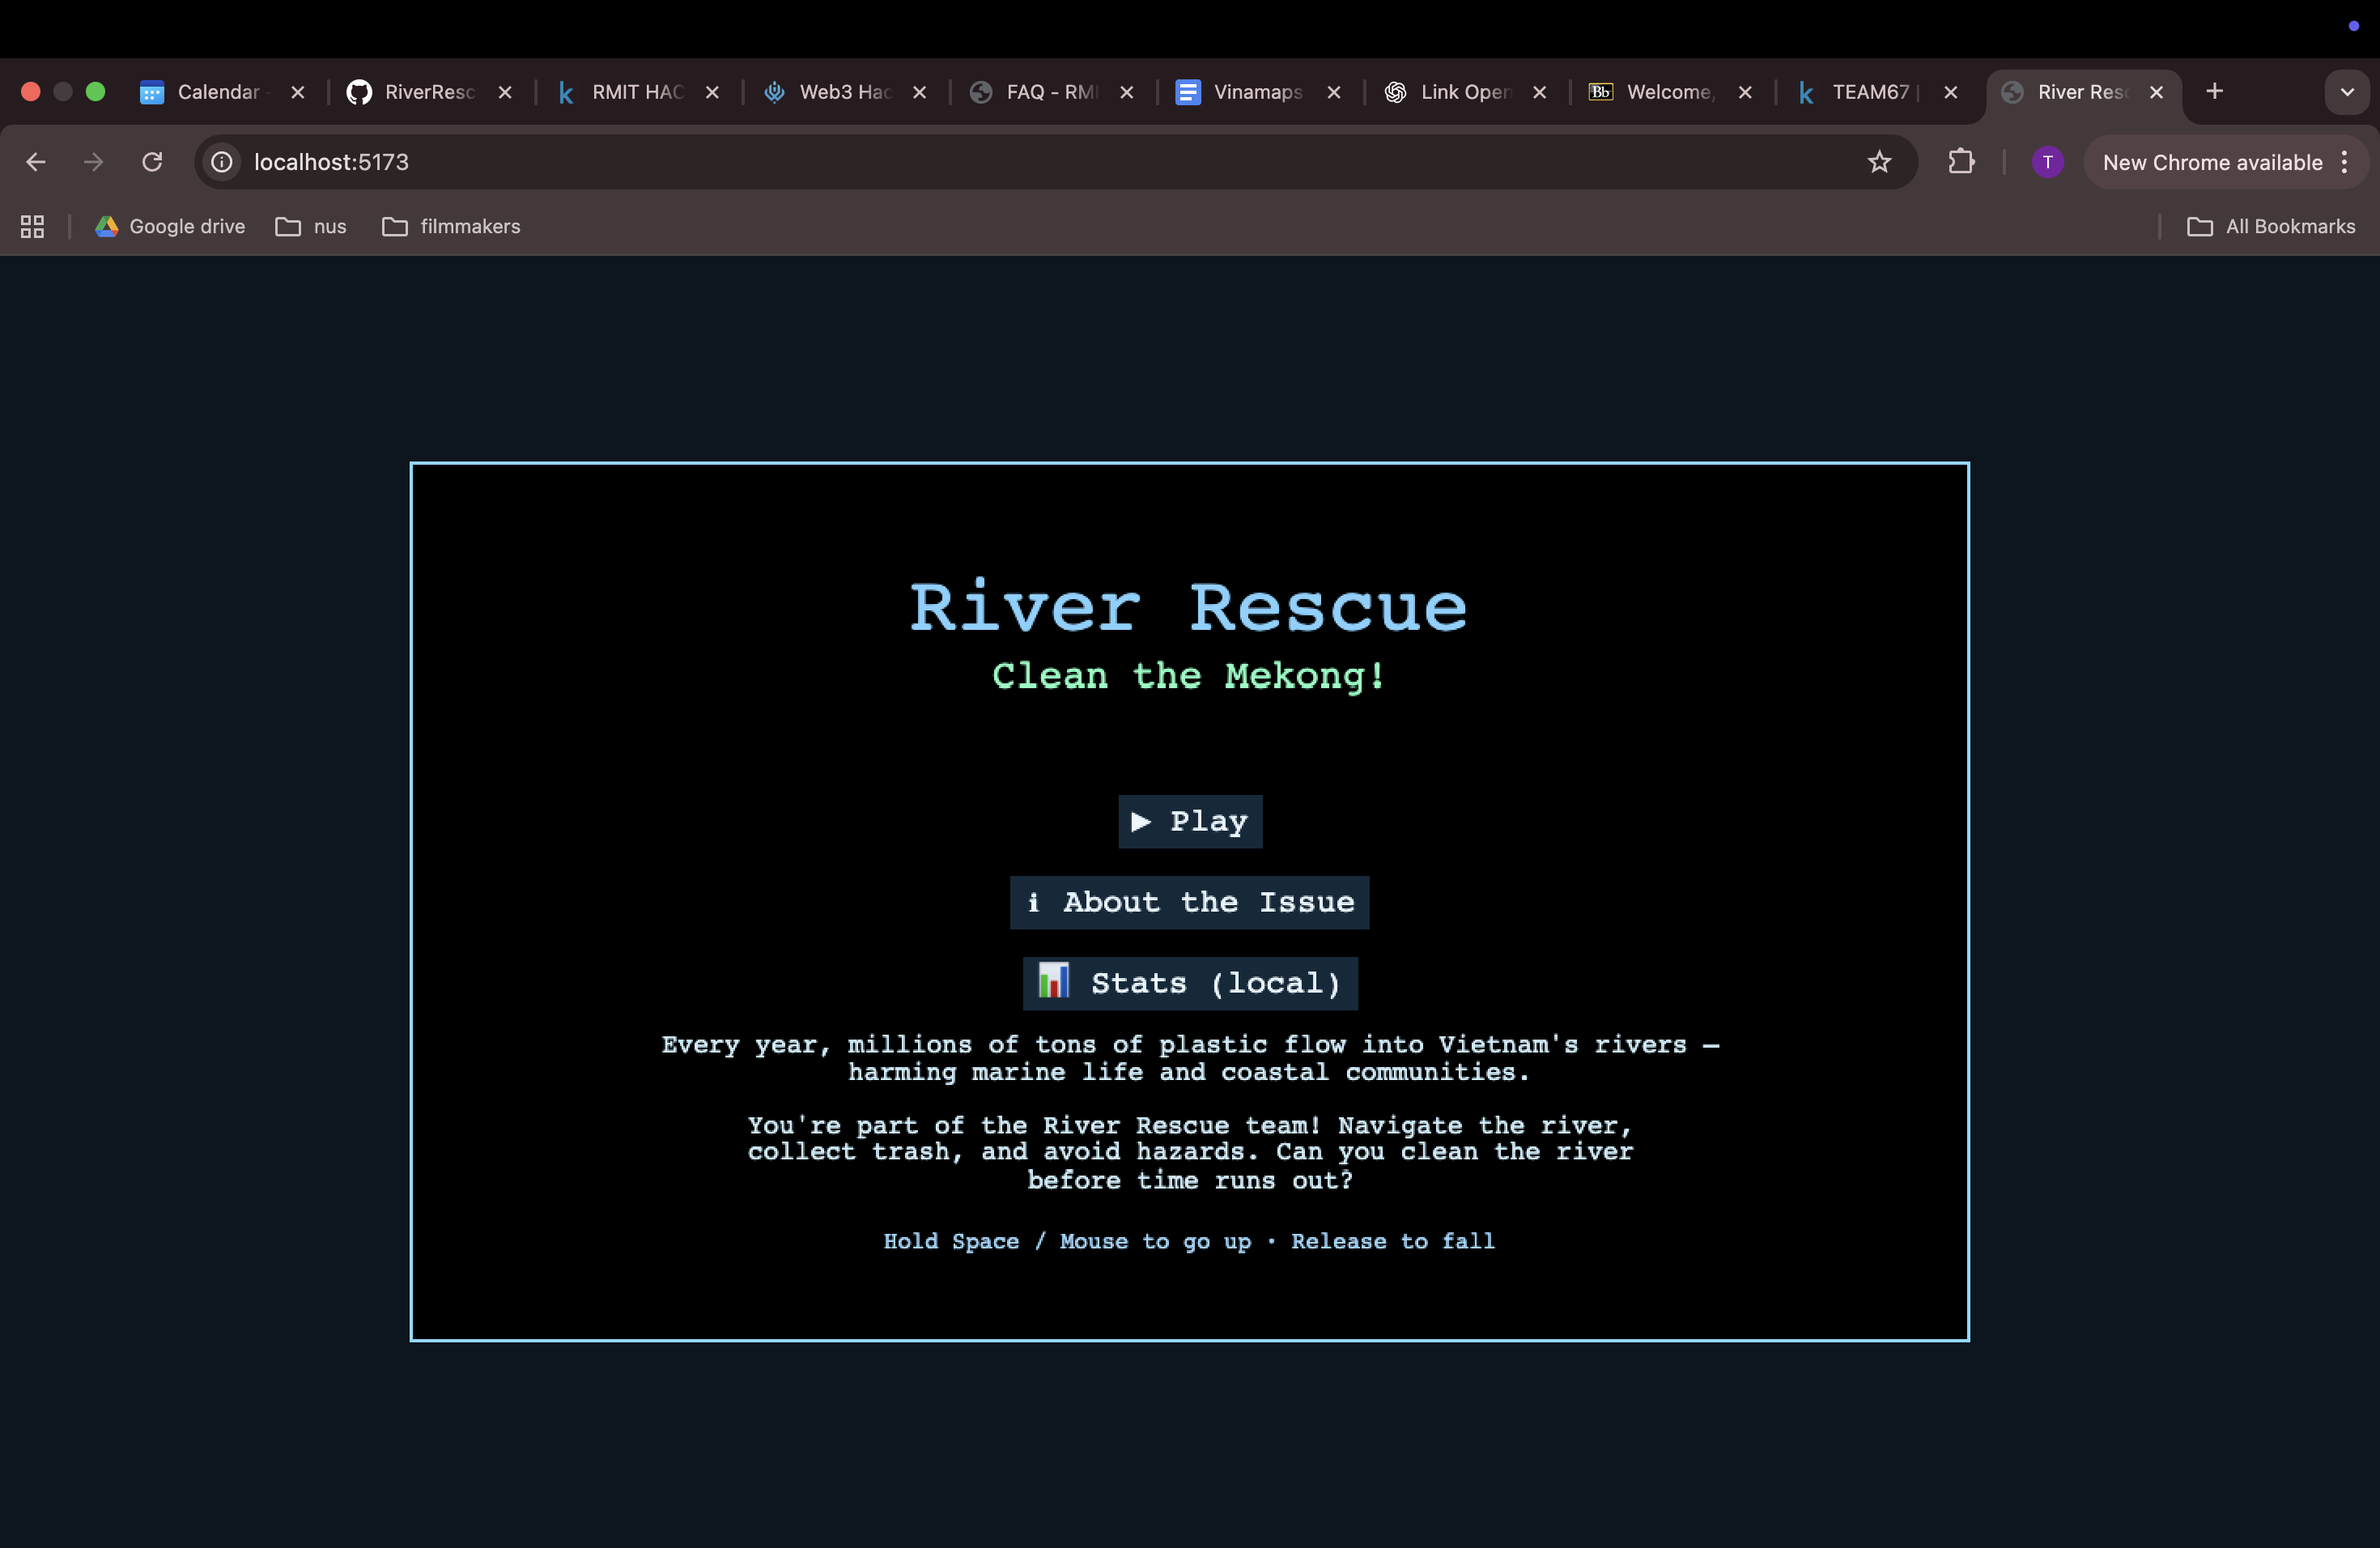 Calendar -
RiverResc
RMIT HAC
Web3 Hac
FAQ - RMI
Vinamaps
Link Open
Bb
Welcome,
TEAM67 |
River Resc
localhost:5173
T
New Chrome available
Google drive
nus
filmmakers
All Bookmarks
River Rescue
Clean the Mekong!
▶ Play
ℹ About the Issue
📊 Stats (local)
Every year, millions of tons of plastic flow into Vietnam's rivers —
harming marine life and coastal communities.
You're part of the River Rescue team! Navigate the river,
collect trash, and avoid hazards. Can you clean the river
before time runs out?
Hold Space / Mouse to go up · Release to fall